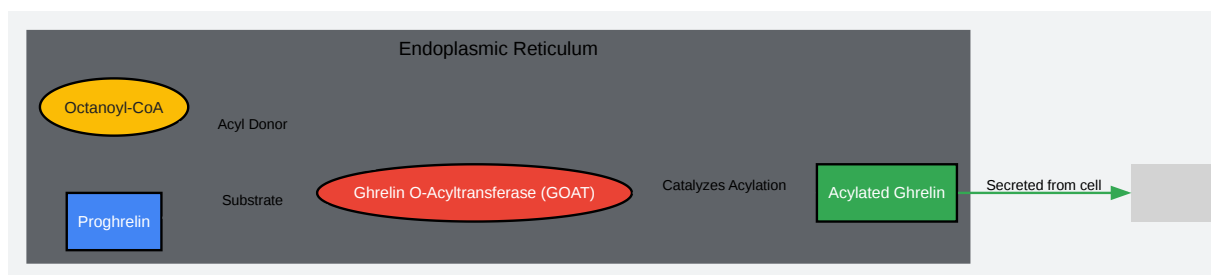 Endoplasmic Reticulum
Octanoyl-CoA
Acyl Donor
Proghrelin
Substrate
Ghrelin O-Acyltransferase (GOAT)
Catalyzes Acylation
Acylated Ghrelin
Secreted from cell